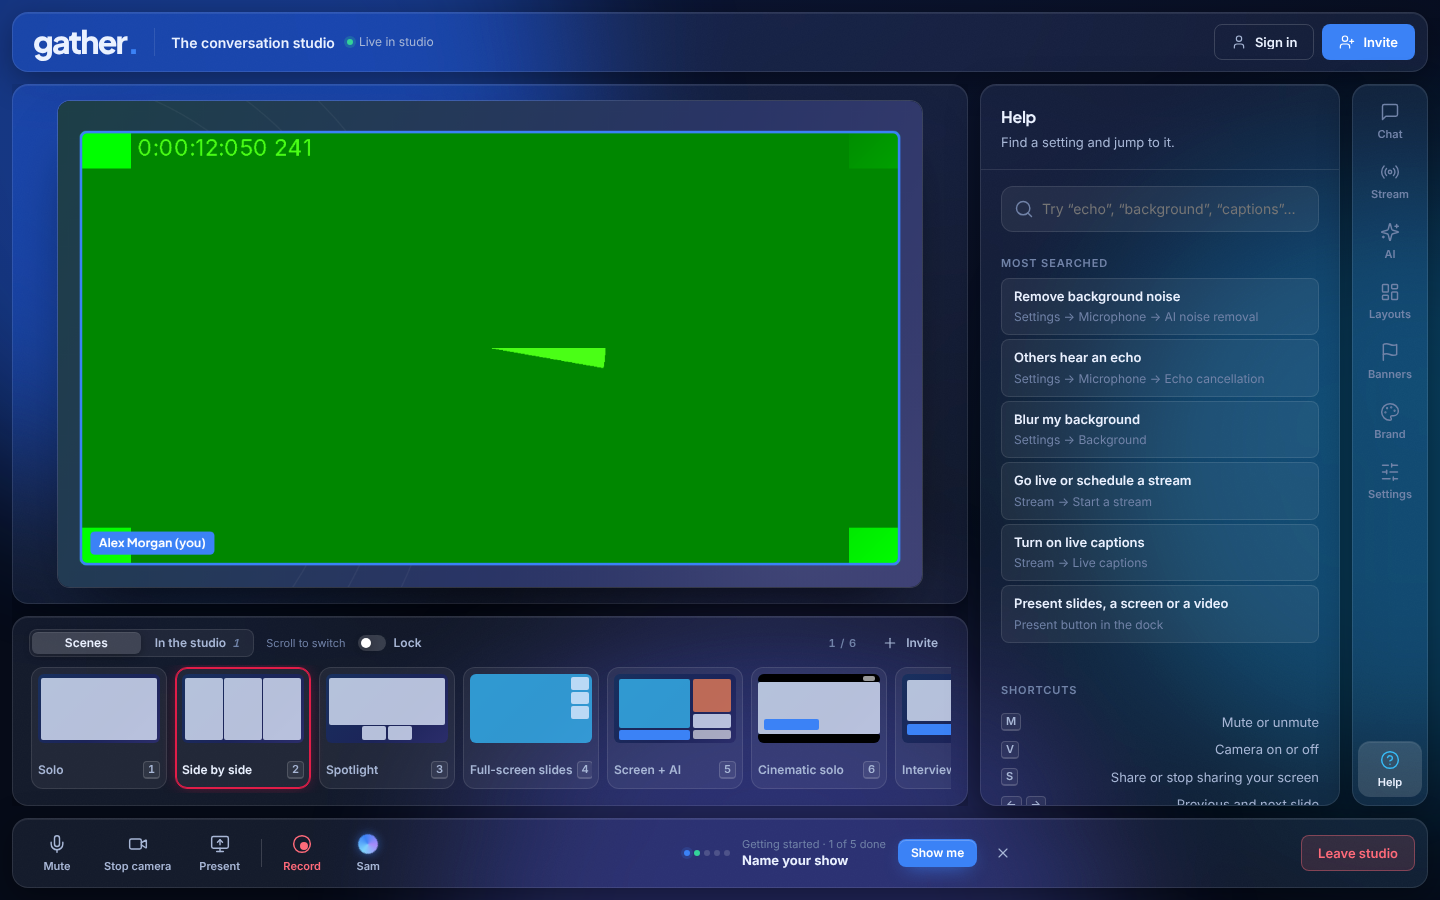 gather.
The conversation studio
Live in studio
Sign in
Invite
0:00:12:050 241
Alex Morgan (you)
Help
Find a setting and jump to it.
Try “echo”, “background”, “captions”...
MOST SEARCHED
Remove background noise
Settings → Microphone → AI noise removal
Others hear an echo
Settings → Microphone → Echo cancellation
Blur my background
Settings → Background
Go live or schedule a stream
Stream → Start a stream
Turn on live captions
Stream → Live captions
Present slides, a screen or a video
Present button in the dock
SHORTCUTS
M Mute or unmute
V Camera on or off
S Share or stop sharing your screen
← → Previous and next slide
Chat
Stream
AI
Layouts
Banners
Brand
Settings
Help
Scenes
In the studio 1
Scroll to switch
Lock
1 / 6
Invite
Solo 1
Side by side 2
Spotlight 3
Full-screen slides 4
Screen + AI 5
Cinematic solo 6
Interview
Mute
Stop camera
Present
Record
Sam
Getting started · 1 of 5 done
Name your show
Show me
Leave studio